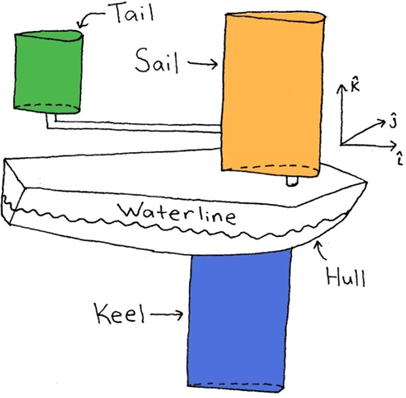 Tail
Sail
k̂
ĵ
î
Waterline
Hull
Keel